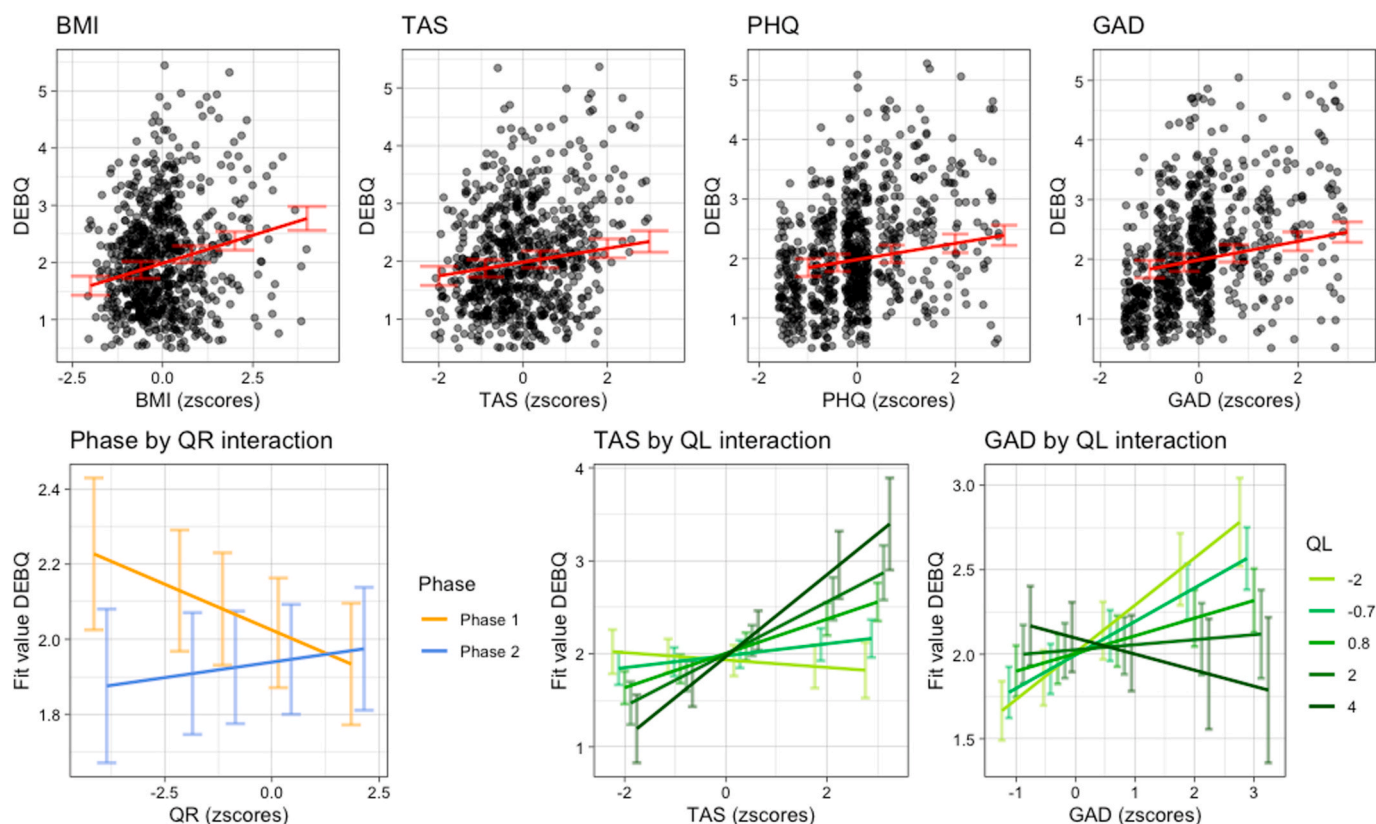 BMI
TAS
PHQ
GAD
DEBQ
5
4
3
2
1
-2.5
0.0
2.5
BMI (zscores)
DEBQ
5
4
3
2
1
-2
0
2
TAS (zscores)
DEBQ
5
4
3
2
1
-2
0
2
PHQ (zscores)
DEBQ
5
4
3
2
1
-2
0
2
GAD (zscores)
Phase by QR interaction
TAS by QL interaction
GAD by QL interaction
Fit value DEBQ
2.4
2.2
2.0
1.8
-2.5
0.0
2.5
QR (zscores)
Phase
Phase 1
Phase 2
Fit value DEBQ
4
3
2
1
-2
0
2
TAS (zscores)
Fit value DEBQ
3.0
2.5
2.0
1.5
-1
0
1
2
3
GAD (zscores)
QL
-2
-0.7
0.8
2
4